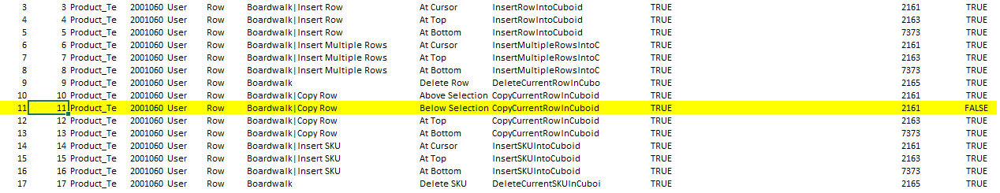 3 3 Product_Te 2001060 User Row Boardwalk|Insert Row At Cursor InsertRowIntoCuboid TRUE 2161 TRUE
4 4 Product_Te 2001060 User Row Boardwalk|Insert Row At Top InsertRowIntoCuboid TRUE 2163 TRUE
5 5 Product_Te 2001060 User Row Boardwalk|Insert Row At Bottom InsertRowIntoCuboid TRUE 7373 TRUE
6 6 Product_Te 2001060 User Row Boardwalk|Insert Multiple Rows At Cursor InsertMultipleRowsIntoC TRUE 2161 TRUE
7 7 Product_Te 2001060 User Row Boardwalk|Insert Multiple Rows At Top InsertMultipleRowsIntoC TRUE 2163 TRUE
8 8 Product_Te 2001060 User Row Boardwalk|Insert Multiple Rows At Bottom InsertMultipleRowsIntoC TRUE 7373 TRUE
9 9 Product_Te 2001060 User Row Boardwalk Delete Row DeleteCurrentRowInCubo TRUE 2165 TRUE
10 10 Product_Te 2001060 User Row Boardwalk|Copy Row Above Selection CopyCurrentRowInCuboid TRUE 2161 TRUE
11 11 Product_Te 2001060 User Row Boardwalk|Copy Row Below Selection CopyCurrentRowInCuboid TRUE 2161 FALSE
12 12 Product_Te 2001060 User Row Boardwalk|Copy Row At Top CopyCurrentRowInCuboid TRUE 2163 TRUE
13 13 Product_Te 2001060 User Row Boardwalk|Copy Row At Bottom CopyCurrentRowInCuboid TRUE 7373 TRUE
14 14 Product_Te 2001060 User Row Boardwalk|Insert SKU At Cursor InsertSKUIntoCuboid TRUE 2161 TRUE
15 15 Product_Te 2001060 User Row Boardwalk|Insert SKU At Top InsertSKUIntoCuboid TRUE 2163 TRUE
16 16 Product_Te 2001060 User Row Boardwalk|Insert SKU At Bottom InsertSKUIntoCuboid TRUE 7373 TRUE
17 17 Product_Te 2001060 User Row Boardwalk Delete SKU DeleteCurrentSKUInCuboi TRUE 2165 TRUE